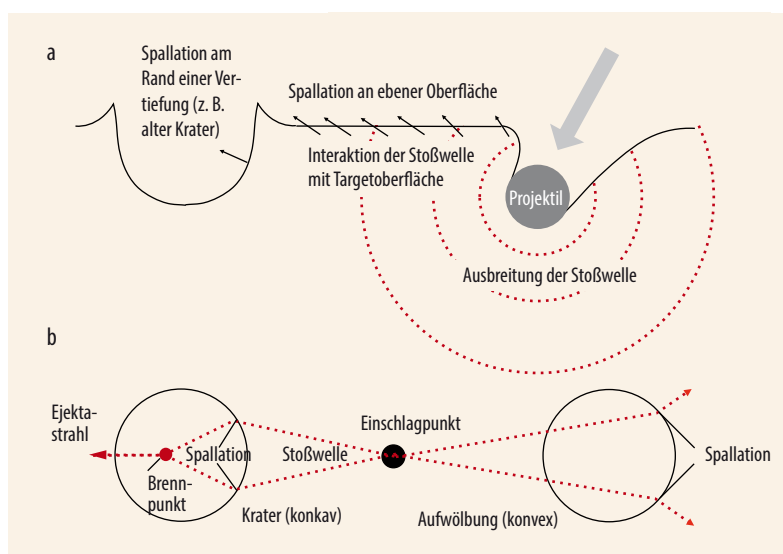 a
Spallation am
Rand einer Ver-
tiefung (z. B.
alter Krater)
Spallation an ebener Oberfläche
Interaktion der Stoßwelle
mit Targetoberfläche
Projektil
Ausbreitung der Stoßwelle
b
Ejekta-
strahl
Spallation
Brenn-
punkt
Stoßwelle
Krater (konkav)
Einschlagpunkt
Aufwölbung (konvex)
Spallation